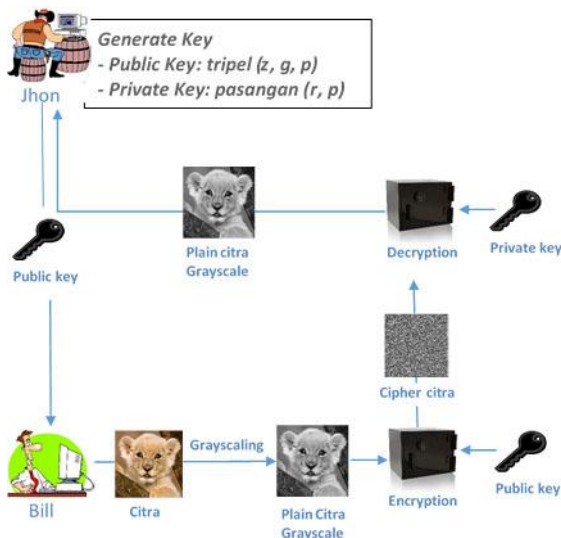 Generate Key
- Public Key: tripel (z, g, p)
- Private Key: pasangan (r, p)
Jhon
Plain citra
Grayscale
Decryption
Private key
Public key
Cipher citra
Grayscaling
Bill
Citra
Plain Citra
Grayscale
Encryption
Public key